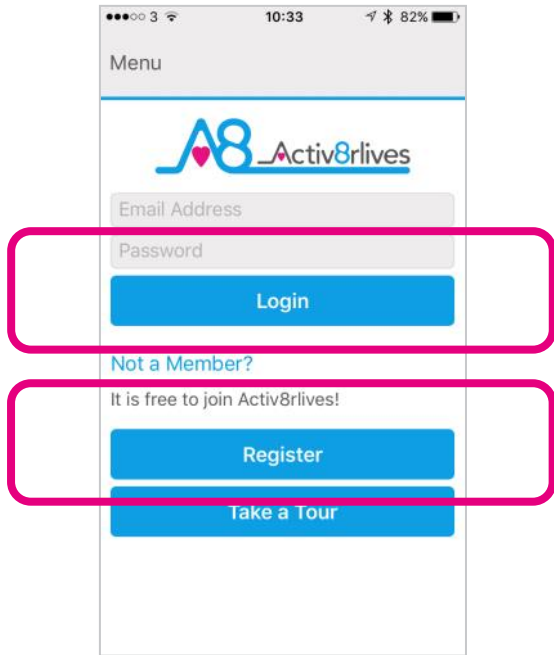 3 10:33 82%
Menu
A8 Activ8rlives
Email Address
Password
Login
Not a Member?
It is free to join Activ8rlives!
Register
Take a Tour